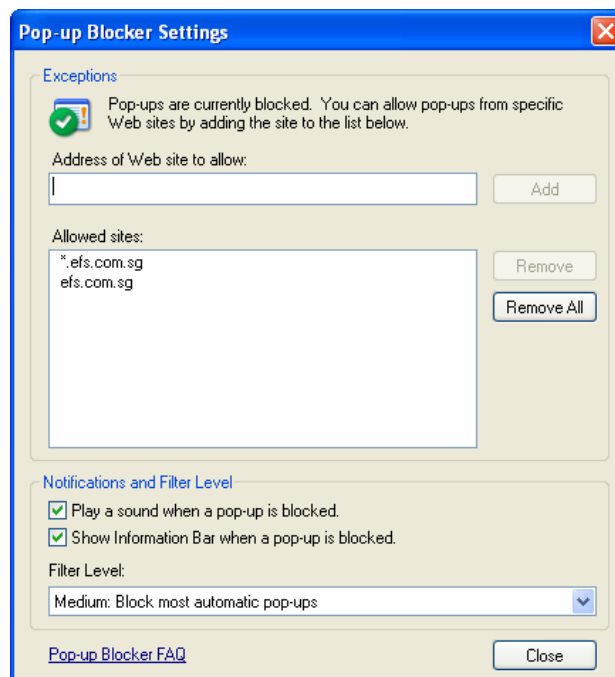 Pop-up Blocker Settings
Exceptions
Pop-ups are currently blocked. You can allow pop-ups from specific
Web sites by adding the site to the list below.
Address of Web site to allow:
Add
Allowed sites:
*.efs.com.sg
efs.com.sg
Remove
Remove All
Notifications and Filter Level
Play a sound when a pop-up is blocked.
Show Information Bar when a pop-up is blocked.
Filter Level:
Medium: Block most automatic pop-ups
Pop-up Blocker FAQ
Close